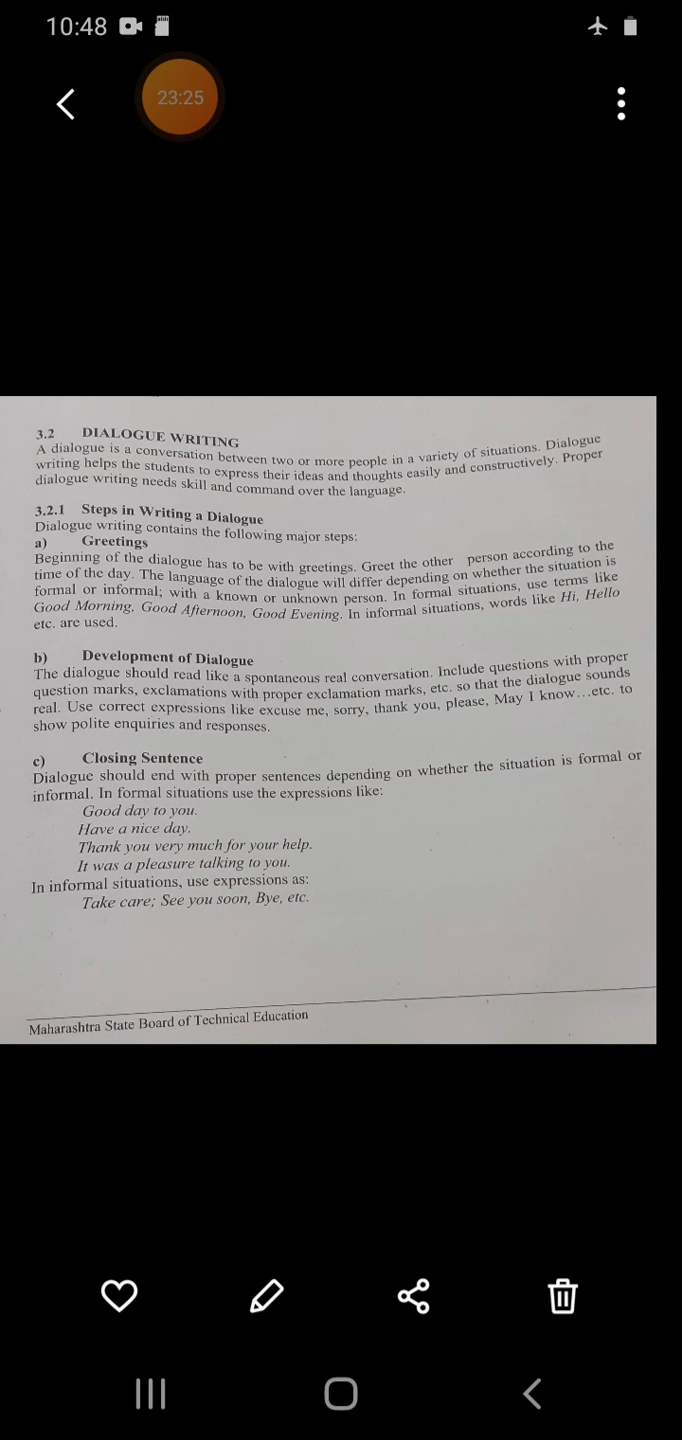 10:48
23:25
3.2 DIALOGUE WRITING
A dialogue is a conversation between two or more people in a variety of situations. Dialogue
writing helps the students to express their ideas and thoughts easily and constructively. Proper
dialogue writing needs skill and command over the language.
3.2.1 Steps in Writing a Dialogue
Dialogue writing contains the following major steps:
a) Greetings
Beginning of the dialogue has to be with greetings. Greet the other person according to the
time of the day. The language of the dialogue will differ depending on whether the situation is
formal or informal; with a known or unknown person. In formal situations, use terms like
Good Morning, Good Afternoon, Good Evening. In informal situations, words like Hi, Hello
etc. are used.
b) Development of Dialogue
The dialogue should read like a spontaneous real conversation. Include questions with proper
question marks, exclamations with proper exclamation marks, etc. so that the dialogue sounds
real. Use correct expressions like excuse me, sorry, thank you, please, May I know...etc. to
show polite enquiries and responses.
c) Closing Sentence
Dialogue should end with proper sentences depending on whether the situation is formal or
informal. In formal situations use the expressions like:
Good day to you.
Have a nice day.
Thank you very much for your help.
It was a pleasure talking to you.
In informal situations, use expressions as:
Take care; See you soon, Bye, etc.
Maharashtra State Board of Technical Education